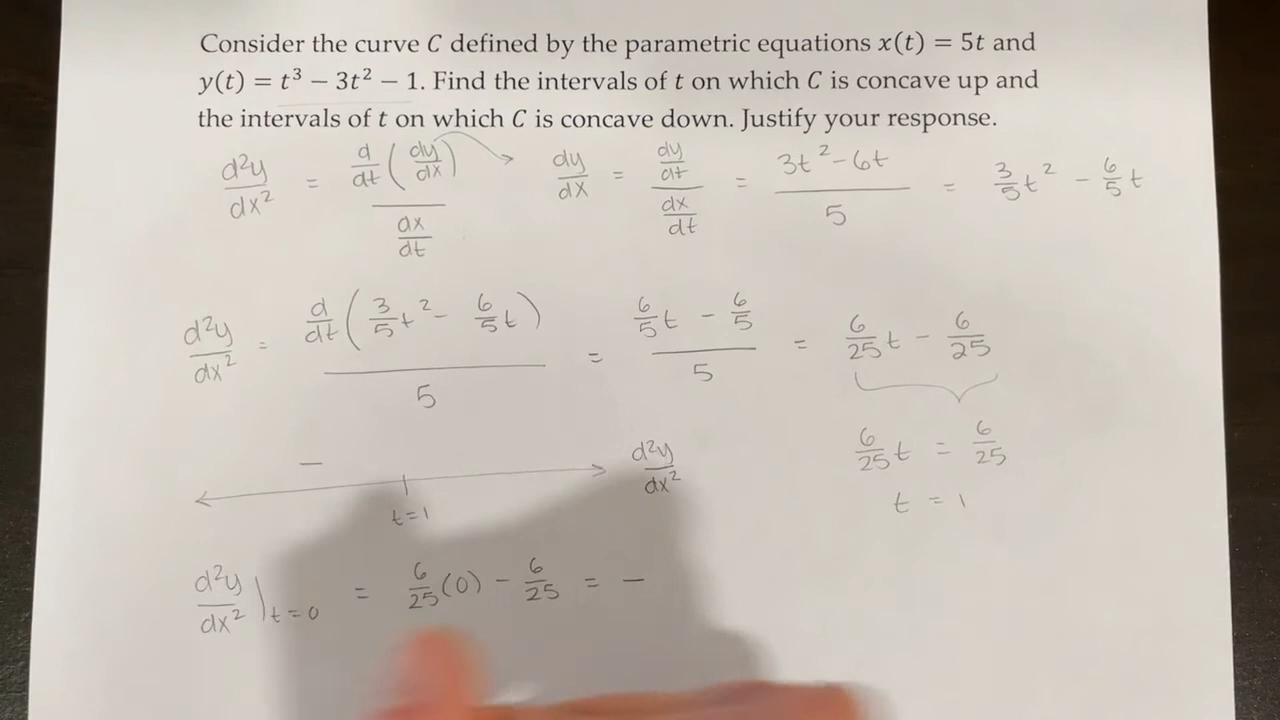 Consider the curve C defined by the parametric equations x(t) = 5t and
y(t) = t³ − 3t² − 1. Find the intervals of t on which C is concave up and
the intervals of t on which C is concave down. Justify your response.
d²y/dx² = d/dt(dy/dx) / dx/dt → dy/dx = dy/dt / dx/dt = 3t² − 6t / 5 = 3/5 t² − 6/5 t
d²y/dx² = d/dt(3/5 t² − 6/5 t) / 5 = 6/5 t − 6/5 / 5 = 6/25 t − 6/25
6/25 t = 6/25
− d²y/dx²
t = 1
t = 1
d²y/dx² |t = 0 = 6/25 (0) − 6/25 = −